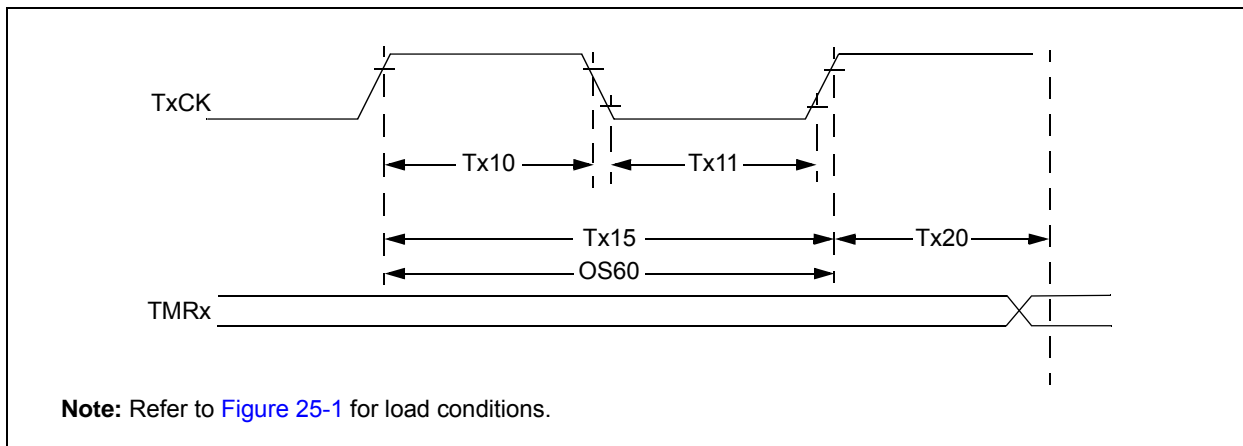 TxCK
Tx10 Tx11
Tx15 Tx20
OS60
TMRx
Note: Refer to Figure 25-1 for load conditions.